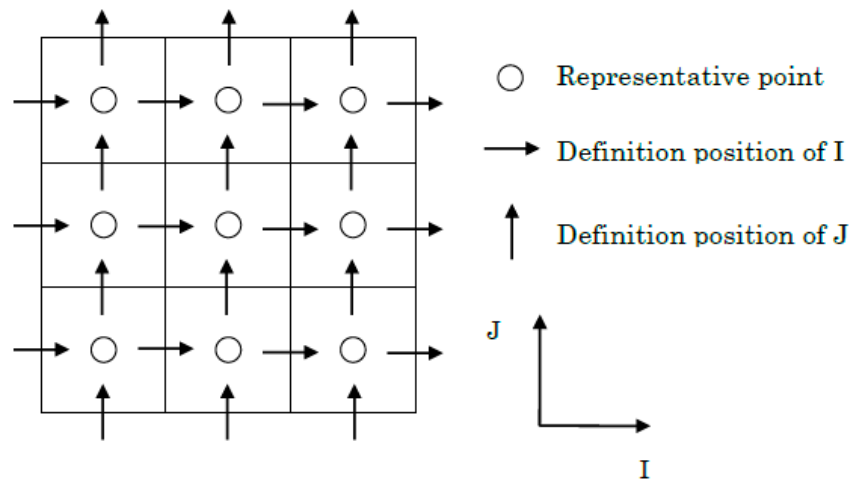 Representative point
Definition position of I
Definition position of J
J
I